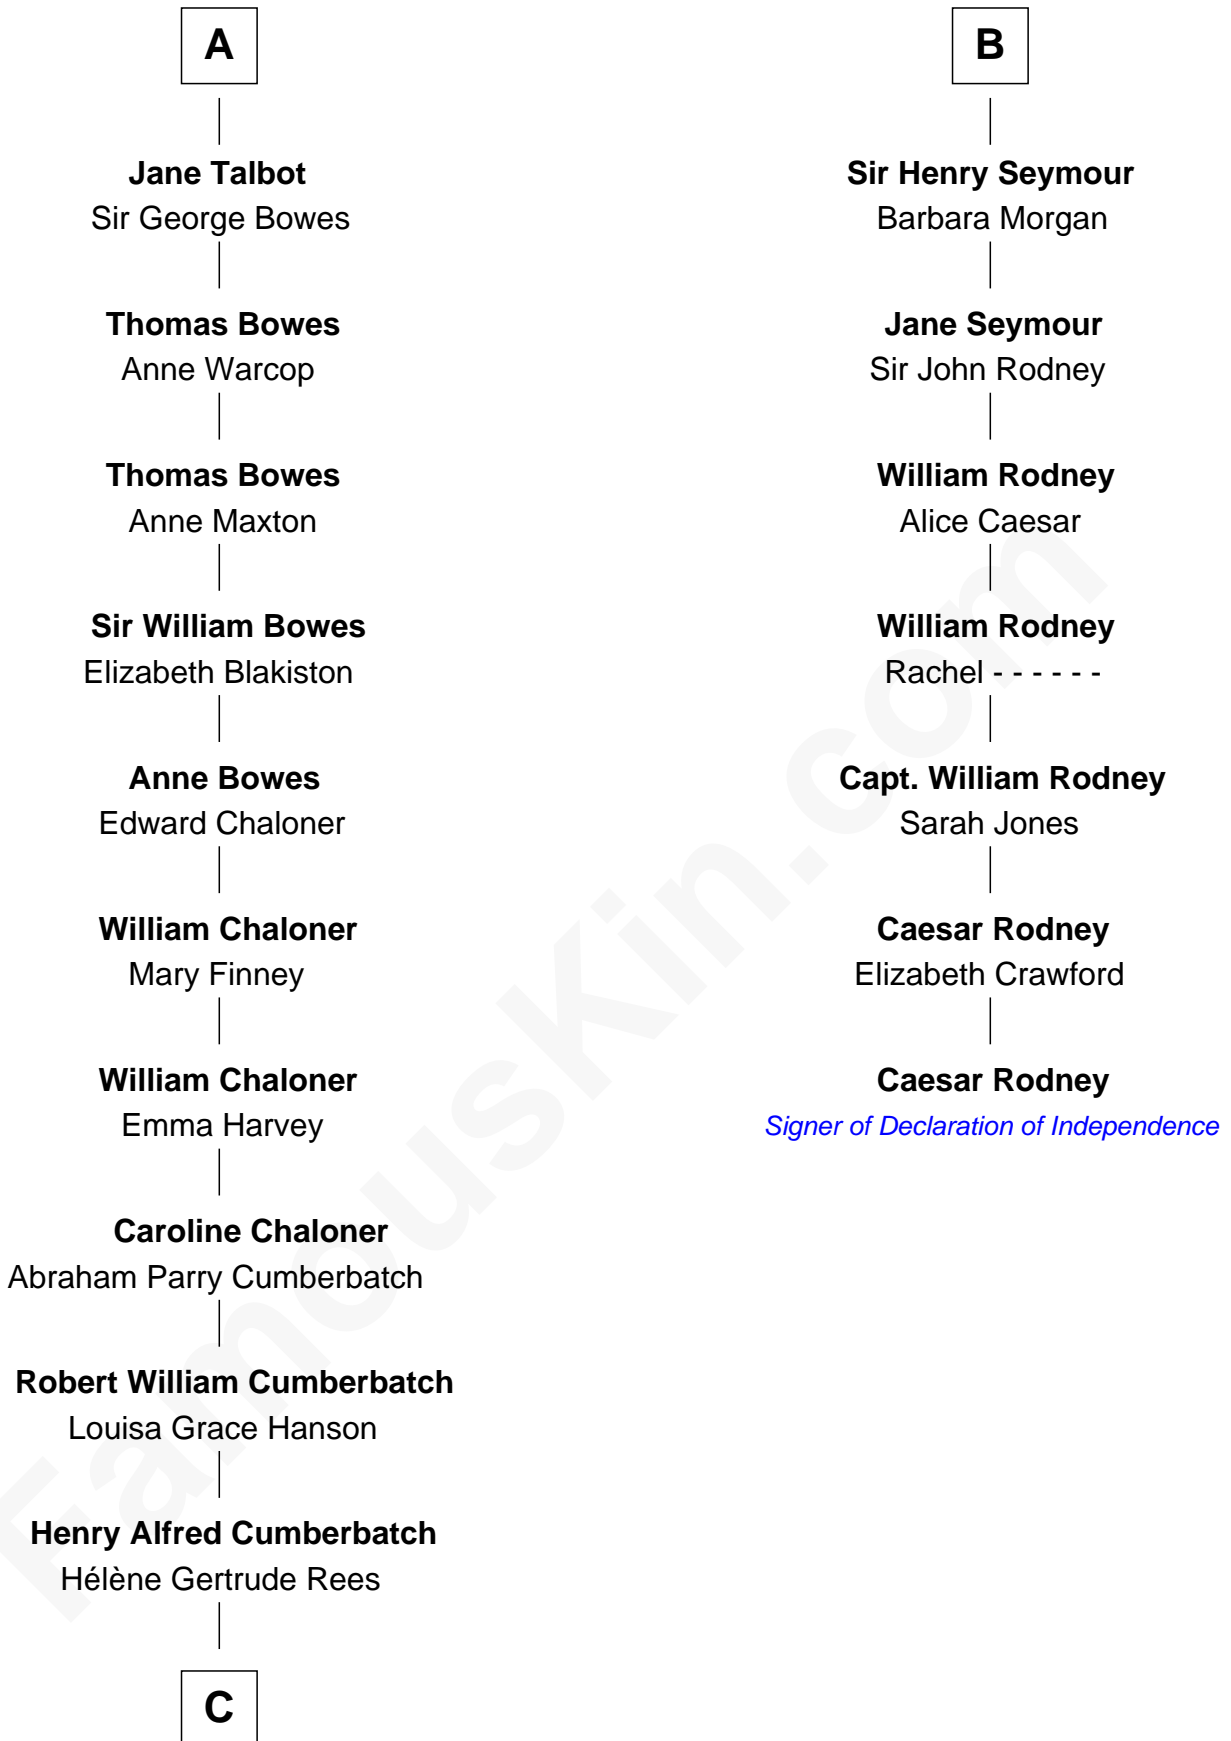 A
Jane Talbot
Sir George Bowes
Thomas Bowes
Anne Warcop
Thomas Bowes
Anne Maxton
Sir William Bowes
Elizabeth Blakiston
Anne Bowes
Edward Chaloner
William Chaloner
Mary Finney
William Chaloner
Emma Harvey
Caroline Chaloner
Abraham Parry Cumberbatch
Robert William Cumberbatch
Louisa Grace Hanson
Henry Alfred Cumberbatch
Hélène Gertrude Rees
C
B
Sir Henry Seymour
Barbara Morgan
Jane Seymour
Sir John Rodney
William Rodney
Alice Caesar
William Rodney
Rachel - - - - - -
Capt. William Rodney
Sarah Jones
Caesar Rodney
Elizabeth Crawford
Caesar Rodney
Signer of Declaration of Independence
FamousKin.com